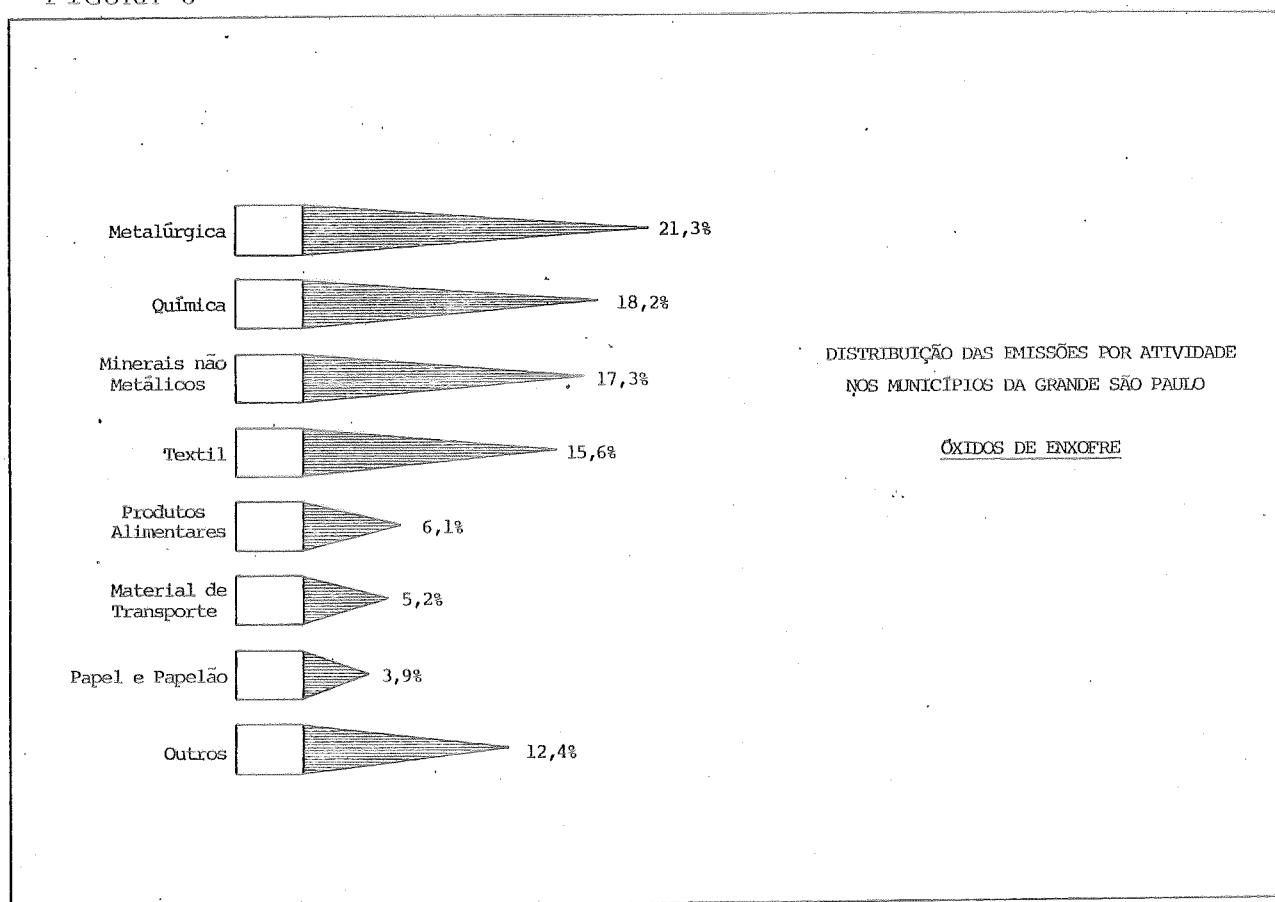 Metalúrgica
21,3%
Química
18,2%
Minerais não
Metálicos
17,3%
Textil
15,6%
Produtos
Alimentares
6,1%
Material de
Transporte
5,2%
Papel e Papelão
3,9%
Outros
12,4%
DISTRIBUIÇÃO DAS EMISSÕES POR ATIVIDADE
NOS MUNICÍPIOS DA GRANDE SÃO PAULO
ÓXIDOS DE ENXOFRE